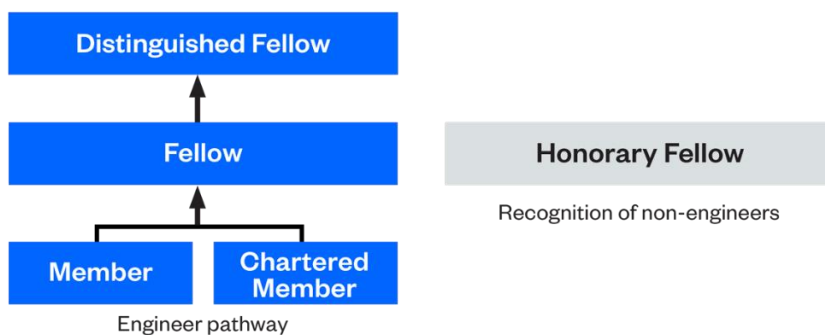 Distinguished Fellow
Fellow
Honorary Fellow
Recognition of non-engineers
Member
Chartered
Member
Engineer pathway